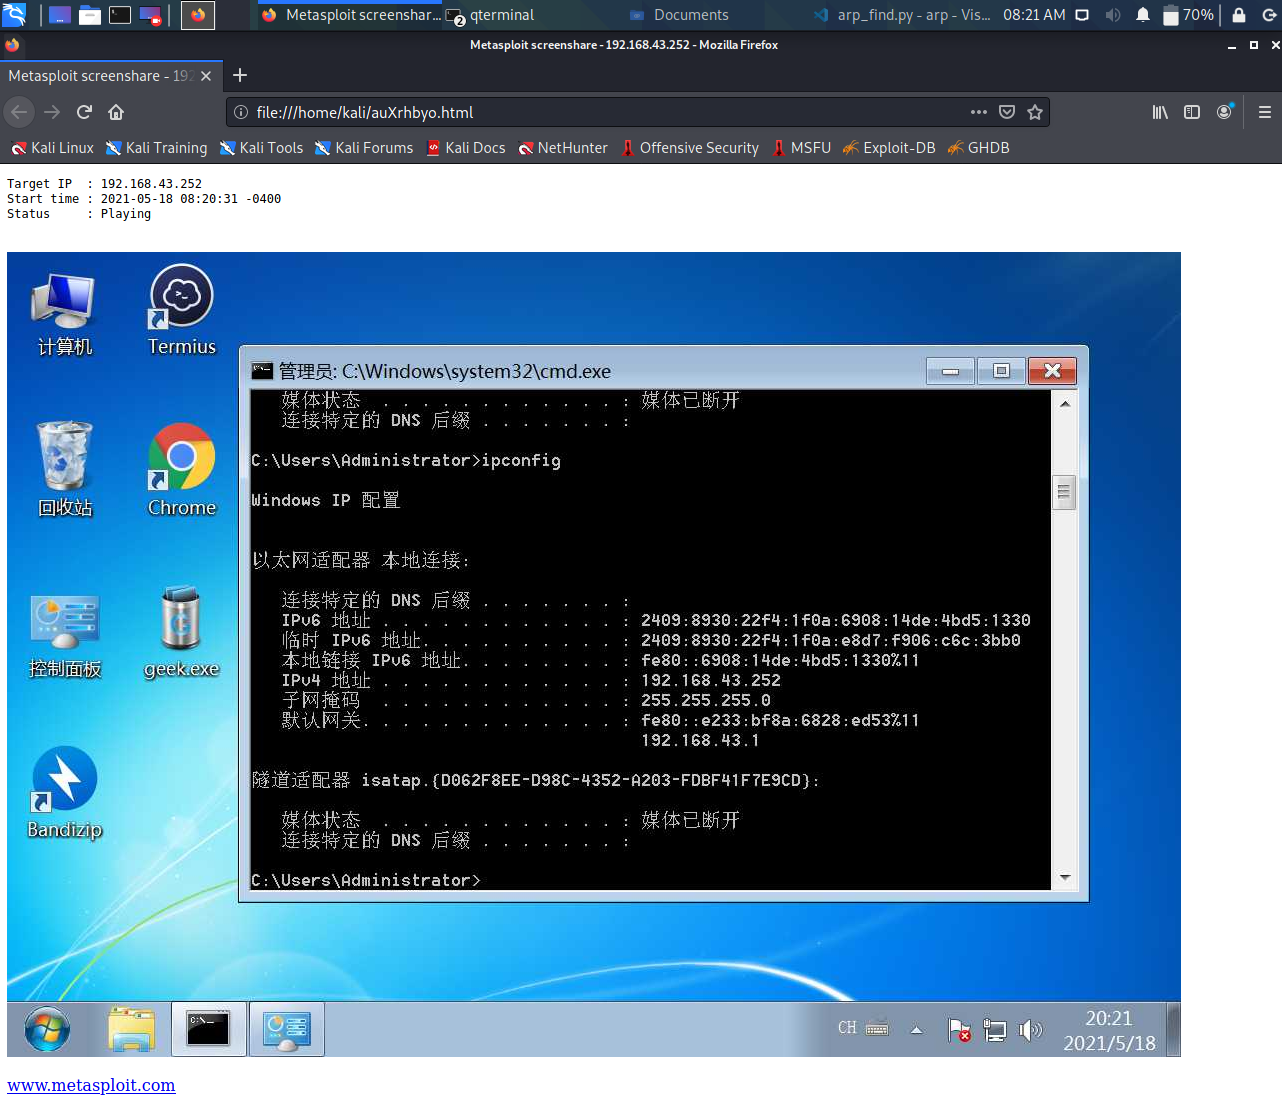 Metasploit screenshar...
qterminal
2
Documents
arp_find.py - arp - Vis...
08:21 AM
70%
Metasploit screenshare - 192.168.43.252 - Mozilla Firefox
Metasploit screenshare - 192
file:///home/kali/auXrhbyo.html
Kali Linux
Kali Training
Kali Tools
Kali Forums
Kali Docs
NetHunter
Offensive Security
MSFU
Exploit-DB
GHDB
Target IP : 192.168.43.252
Start time : 2021-05-18 08:20:31 -0400
Status : Playing
计算机
Termius
回收站
Chrome
控制面板
geek.exe
Bandizip
管理员: C:\Windows\system32\cmd.exe
媒体状态 . . . . . . . . . . . . : 媒体已断开
连接特定的 DNS 后缀 . . . . . . . :
C:\Users\Administrator>ipconfig
Windows IP 配置
以太网适配器 本地连接:
连接特定的 DNS 后缀 . . . . . . . :
IPv6 地址 . . . . . . . . . . . . : 2409:8930:22f4:1f0a:6908:14de:4bd5:1330
临时 IPv6 地址. . . . . . . . . . : 2409:8930:22f4:1f0a:e8d7:f906:c6c:3bb0
本地链接 IPv6 地址. . . . . . . . : fe80::6908:14de:4bd5:1330%11
IPv4 地址 . . . . . . . . . . . . : 192.168.43.252
子网掩码 . . . . . . . . . . . . : 255.255.255.0
默认网关. . . . . . . . . . . . . : fe80::e233:bf8a:6828:ed53%11
192.168.43.1
隧道适配器 isatap.{D062F8EE-D98C-4352-A203-FDBF41F7E9CD}:
媒体状态 . . . . . . . . . . . . : 媒体已断开
连接特定的 DNS 后缀 . . . . . . . :
C:\Users\Administrator>
CH
20:21
2021/5/18
www.metasploit.com